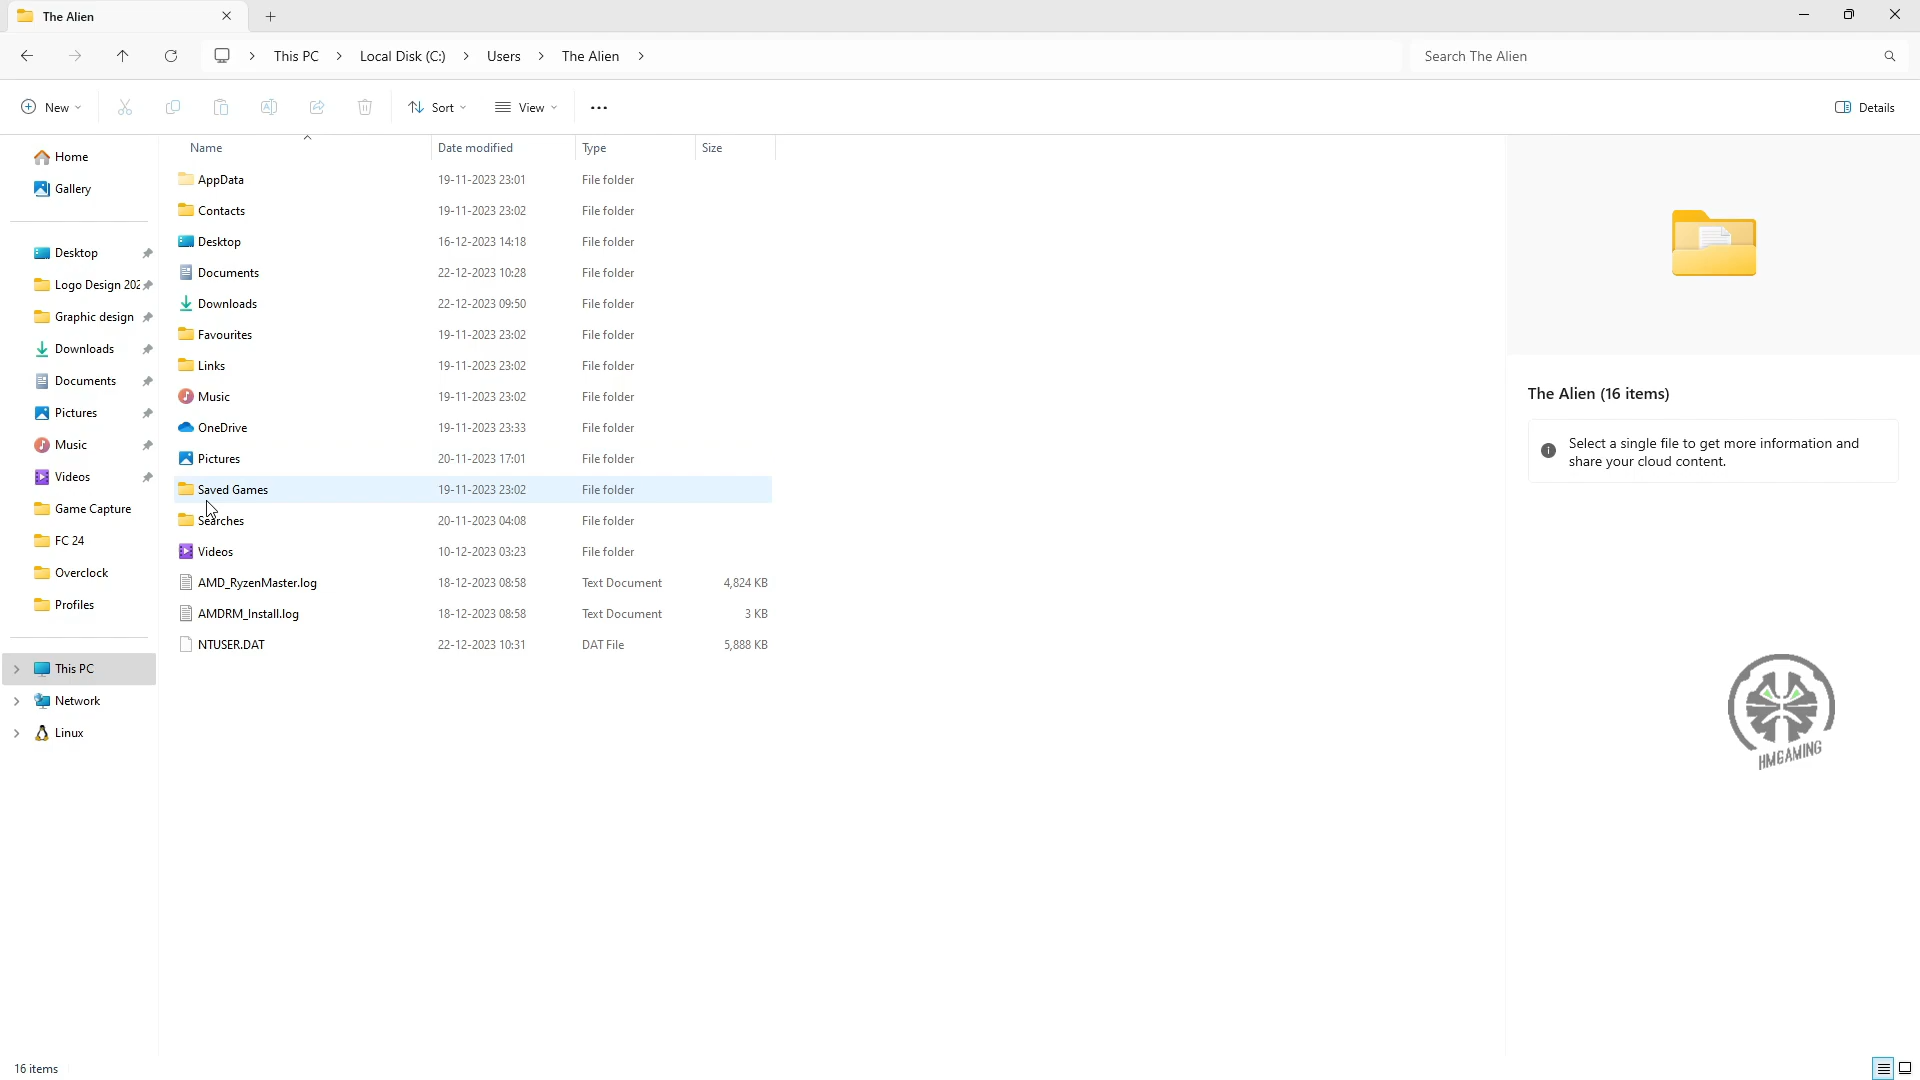 The Alien
This PC > Local Disk (C:) > Users > The Alien >
Search The Alien
New
Sort
View
Details
Home
Gallery
Desktop
Logo Design 202
Graphic design
Downloads
Documents
Pictures
Music
Videos
Game Capture
FC 24
Overclock
Profiles
This PC
Network
Linux
Name Date modified Type Size
AppData 19-11-2023 23:01 File folder
Contacts 19-11-2023 23:02 File folder
Desktop 16-12-2023 14:18 File folder
Documents 22-12-2023 10:28 File folder
Downloads 22-12-2023 09:50 File folder
Favourites 19-11-2023 23:02 File folder
Links 19-11-2023 23:02 File folder
Music 19-11-2023 23:02 File folder
OneDrive 19-11-2023 23:33 File folder
Pictures 20-11-2023 17:01 File folder
Saved Games 19-11-2023 23:02 File folder
Searches 20-11-2023 04:08 File folder
Videos 10-12-2023 03:23 File folder
AMD_RyzenMaster.log 18-12-2023 08:58 Text Document 4,824 KB
AMDRM_Install.log 18-12-2023 08:58 Text Document 3 KB
NTUSER.DAT 22-12-2023 10:31 DAT File 5,888 KB
The Alien (16 items)
Select a single file to get more information and
share your cloud content.
HMGAMING
16 items